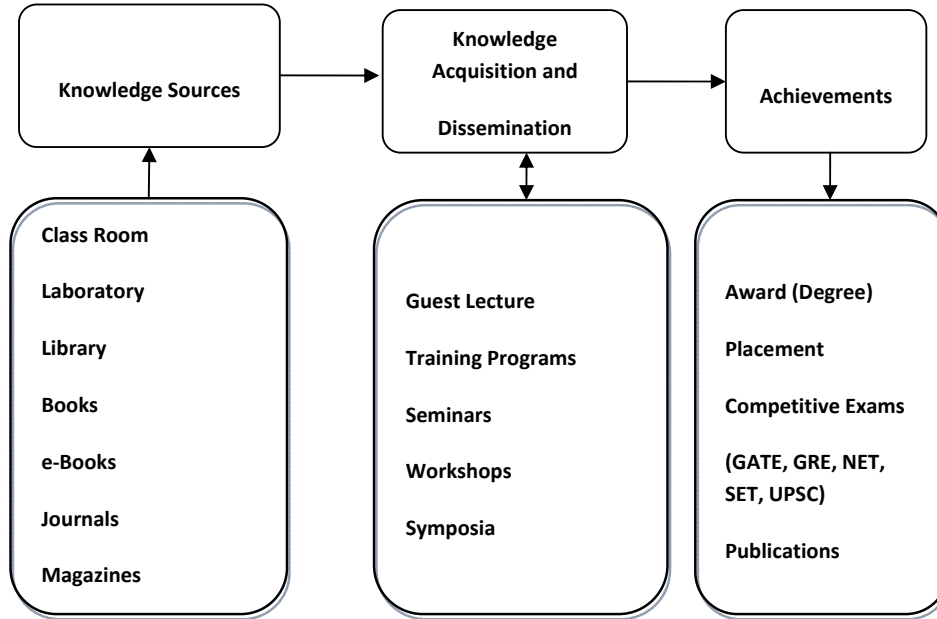 Knowledge Sources
Knowledge
Acquisition and
Dissemination
Achievements
Class Room
Laboratory
Library
Books
e-Books
Journals
Magazines
Guest Lecture
Training Programs
Seminars
Workshops
Symposia
Award (Degree)
Placement
Competitive Exams
(GATE, GRE, NET,
SET, UPSC)
Publications